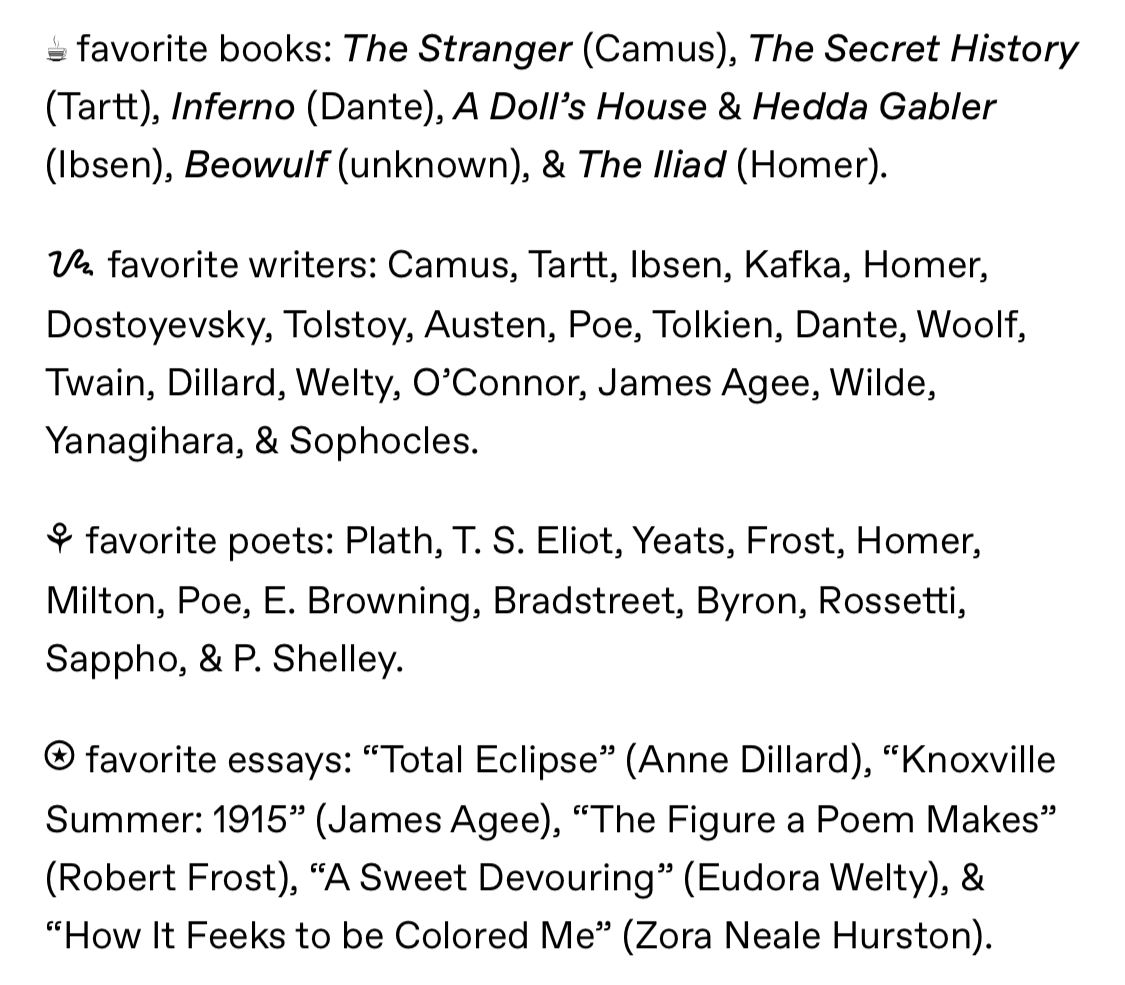 ☕ favorite books: The Stranger (Camus), The Secret History
(Tartt), Inferno (Dante), A Doll’s House & Hedda Gabler
(Ibsen), Beowulf (unknown), & The Iliad (Homer).
favorite writers: Camus, Tartt, Ibsen, Kafka, Homer,
Dostoyevsky, Tolstoy, Austen, Poe, Tolkien, Dante, Woolf,
Twain, Dillard, Welty, O’Connor, James Agee, Wilde,
Yanagihara, & Sophocles.
⚘ favorite poets: Plath, T. S. Eliot, Yeats, Frost, Homer,
Milton, Poe, E. Browning, Bradstreet, Byron, Rossetti,
Sappho, & P. Shelley.
✪ favorite essays: “Total Eclipse” (Anne Dillard), “Knoxville
Summer: 1915” (James Agee), “The Figure a Poem Makes”
(Robert Frost), “A Sweet Devouring” (Eudora Welty), &
“How It Feeks to be Colored Me” (Zora Neale Hurston).